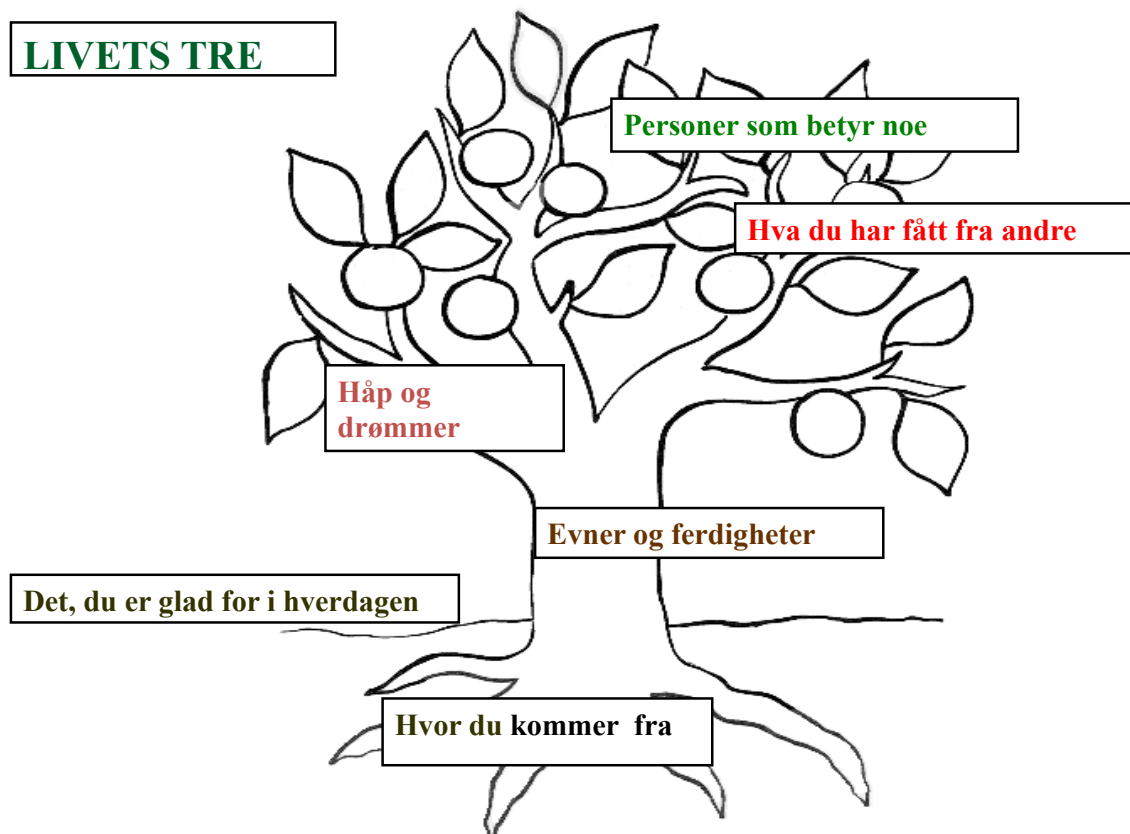 LIVETS TRE
Personer som betyr noe
Hva du har fått fra andre
Håp og
drømmer
Evner og ferdigheter
Det, du er glad for i hverdagen
Hvor du kommer fra